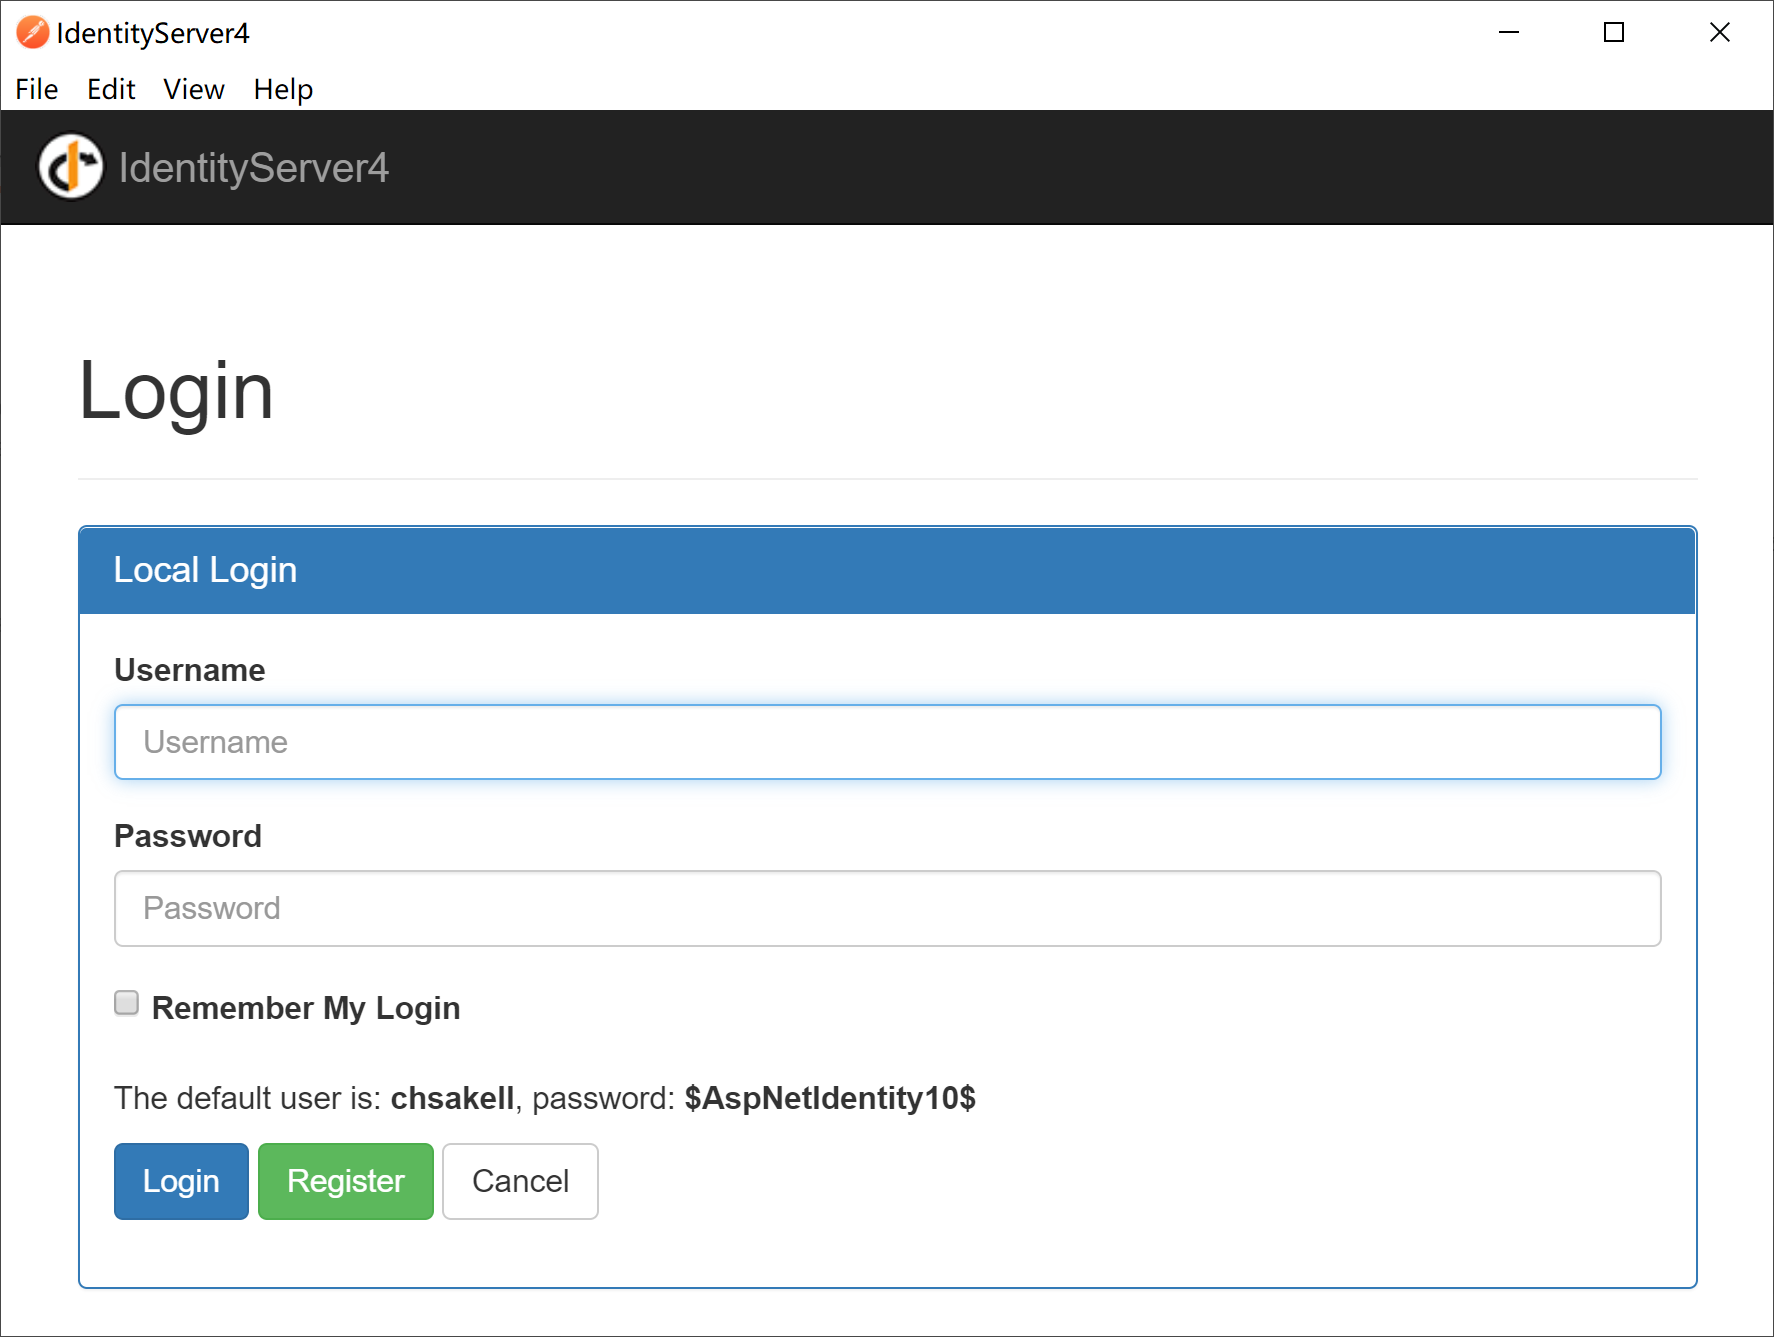 IdentityServer4
File Edit View Help
IdentityServer4
Login
Local Login
Username
Username
Password
Password
Remember My Login
The default user is: chsakell, password: $AspNetIdentity10$
Login Register Cancel